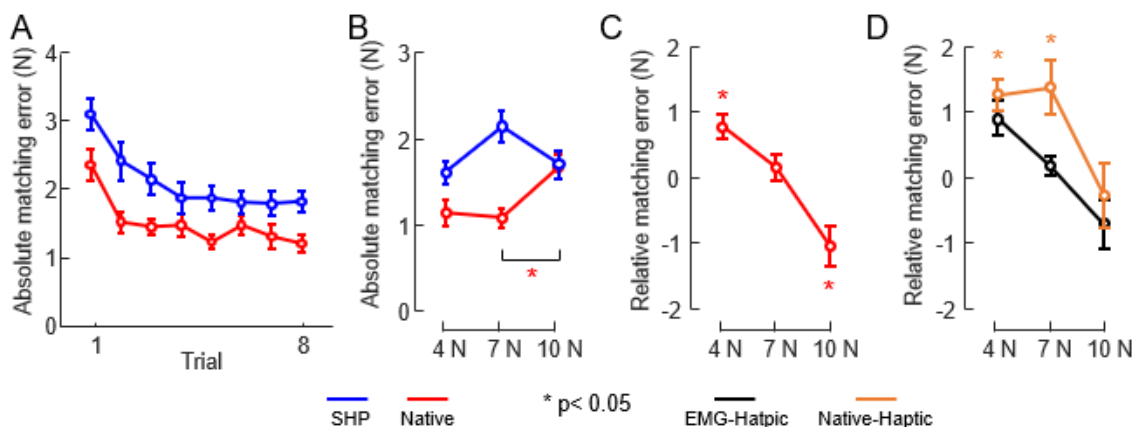 A
Absolute matching error (N)
4
3
2
1
0
1
8
Trial
B
Absolute matching error (N)
3
2
1
0
*
4 N
7 N
10 N
C
Relative matching error (N)
2
1
0
-1
-2
*
*
4 N
7 N
10 N
D
Relative matching error (N)
2
1
0
-1
-2
*
*
4 N
7 N
10 N
SHP
Native
* p< 0.05
EMG-Hatpic
Native-Haptic